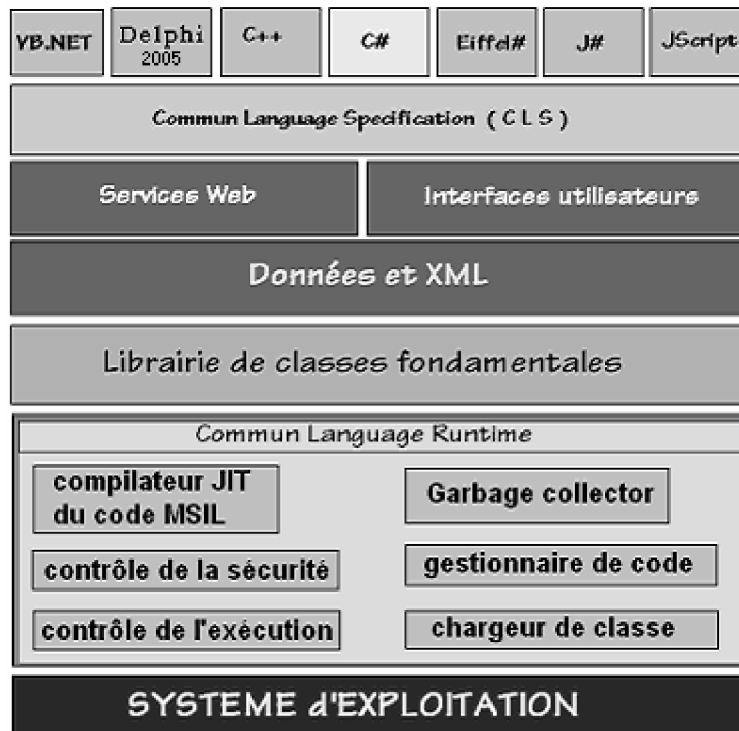 VB.NET
Delphi
2005
C++
C#
Eiffel#
J#
JScript
Commun Language Specification ( C L S )
Services Web
Interfaces utilisateurs
Données et XML
Librairie de classes fondamentales
Commun Language Runtime
compilateur JIT
du code MSIL
Garbage collector
contrôle de la sécurité
gestionnaire de code
contrôle de l'exécution
chargeur de classe
SYSTEME d'EXPLOITATION